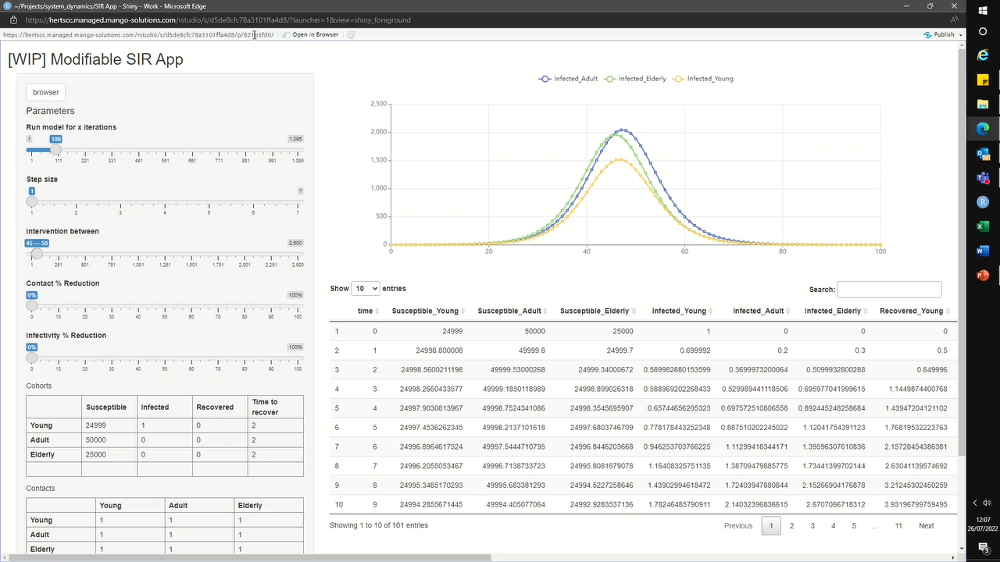 ~/Projects/system_dynamics/SIR App - Shiny - Work - Microsoft Edge
https://hertscc.managed.mango-solutions.com/rstudio/s/d5de8cfc78a3101ffa4d8/?launcher=1&view=shiny_foreground
https://hertscc.managed.mango-solutions.com/rstudio/s/d5de8cfc78a3101ffa4d8/p/ Open in Browser Publish
[WIP] Modifiable SIR App
browser
Parameters
Run model for x iterations
1 100 1,095
1 111 221 331 441 551 661 771 881 991 1,095
Step size
1 7
1 2 3 4 5 6 7
Intervention between
45 — 50 2,500
1 251 501 751 1,001 1,251 1,501 1,751 2,001 2,251 2,500
Contact % Reduction
0% 100%
0 10 20 30 40 50 60 70 80 90 100
Infectivity % Reduction
0% 100%
0 10 20 30 40 50 60 70 80 90 100
Cohorts
Susceptible Infected Recovered Time to recover
Young 24999 1 0 2
Adult 50000 0 0 2
Elderly 25000 0 0 2
Contacts
Young Adult Elderly
Young 1 1 1
Adult 1 1 1
Elderly 1 1 1
Infected_Adult Infected_Elderly Infected_Young
2,500
2,000
1,500
1,000
500
0
0 20 40 60 80 100
Show 10 entries Search:
time Susceptible_Young Susceptible_Adult Susceptible_Elderly Infected_Young Infected_Adult Infected_Elderly Recovered_Young
1 0 24999 50000 25000 1 0 0 0
2 1 24998.800008 49999.8 24999.7 0.699992 0.2 0.3 0.5
3 2 24998.5600211198 49999.53000268 24999.34000672 0.589982880153599 0.3699973200064 0.5099932800288 0.849996
4 3 24998.2660433577 49999.1850118989 24998.899026318 0.588969202268433 0.529989441118506 0.695977041999615 1.1449874400768
5 4 24997.9030813967 49998.7524341086 24998.3545695907 0.65744656205323 0.697572510806558 0.892445248258684 1.43947204121102
6 5 24997.4536262345 49998.2137101618 24997.6803746709 0.778178443252348 0.887510202245022 1.12041754391123 1.76819532223763
7 6 24996.8964617524 49997.5444710795 24996.8446203668 0.946253703766225 1.11299418344171 1.39596307610836 2.15728454386381
8 7 24996.2055053467 49996.7138733723 24995.8081879078 1.16408325751135 1.38709479885775 1.73441399702144 2.63041139574692
9 8 24995.3485170293 49995.683381293 24994.5227258646 1.43902994618472 1.72403947880844 2.15266904176878 3.21245302450259
10 9 24994.2855671445 49994.405077064 24992.9283537136 1.78246485790911 2.14032396836615 2.6707066718312 3.93196799759495
Showing 1 to 10 of 101 entries Previous 1 2 3 4 5 … 11 Next
12:07
26/07/2022
3